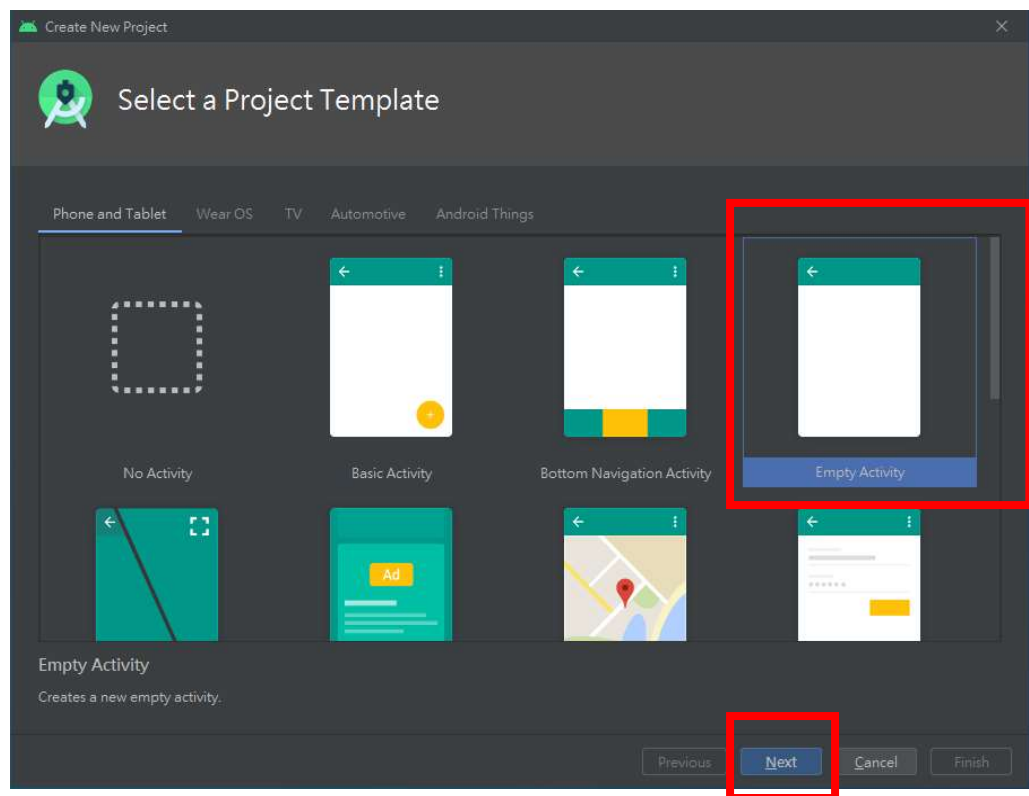 Create New Project
Select a Project Template
Phone and Tablet
Wear OS
TV
Automotive
Android Things
No Activity
Basic Activity
Bottom Navigation Activity
Empty Activity
Ad
Empty Activity
Creates a new empty activity.
Previous
Next
Cancel
Finish